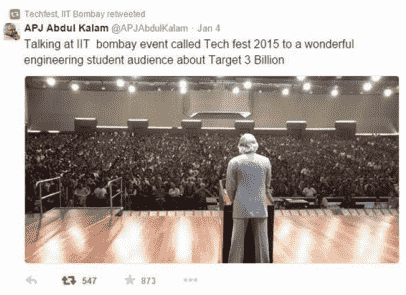 Techfest, IIT Bombay retweeted
APJ Abdul Kalam @APJAbdulKalam · Jan 4
Talking at IIT bombay event called Tech fest 2015 to a wonderful
engineering student audience about Target 3 Billion
547 873